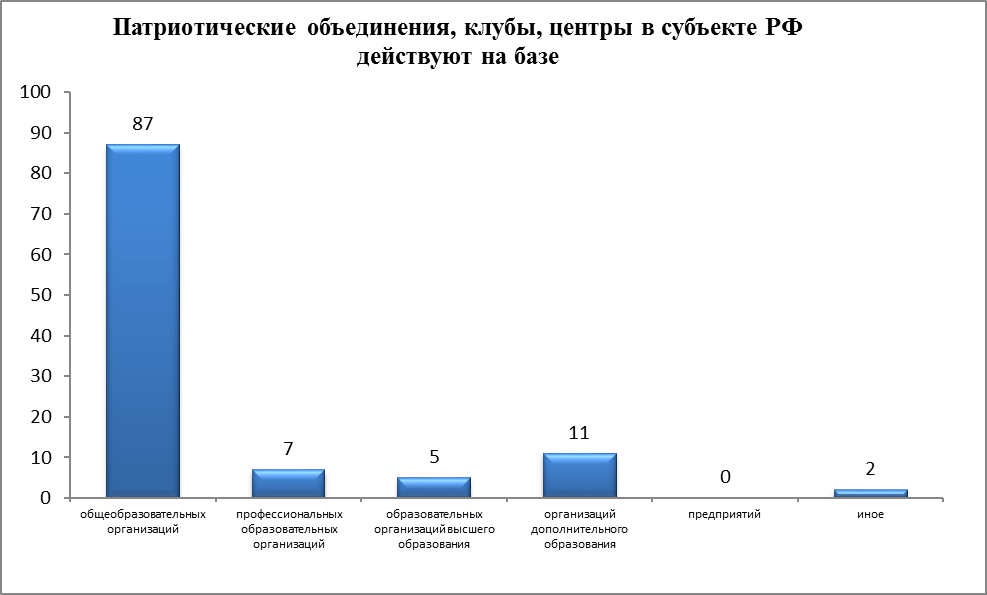 Патриотические объединения, клубы, центры в субъекте РФ
действуют на базе
100
90
80
70
60
50
40
30
20
10
0
87
7
5
11
0
2
общеобразовательных
организаций
профессиональных
образовательных
организаций
образовательных
организаций высшего
образования
организаций
дополнительного
образования
предприятий
иное